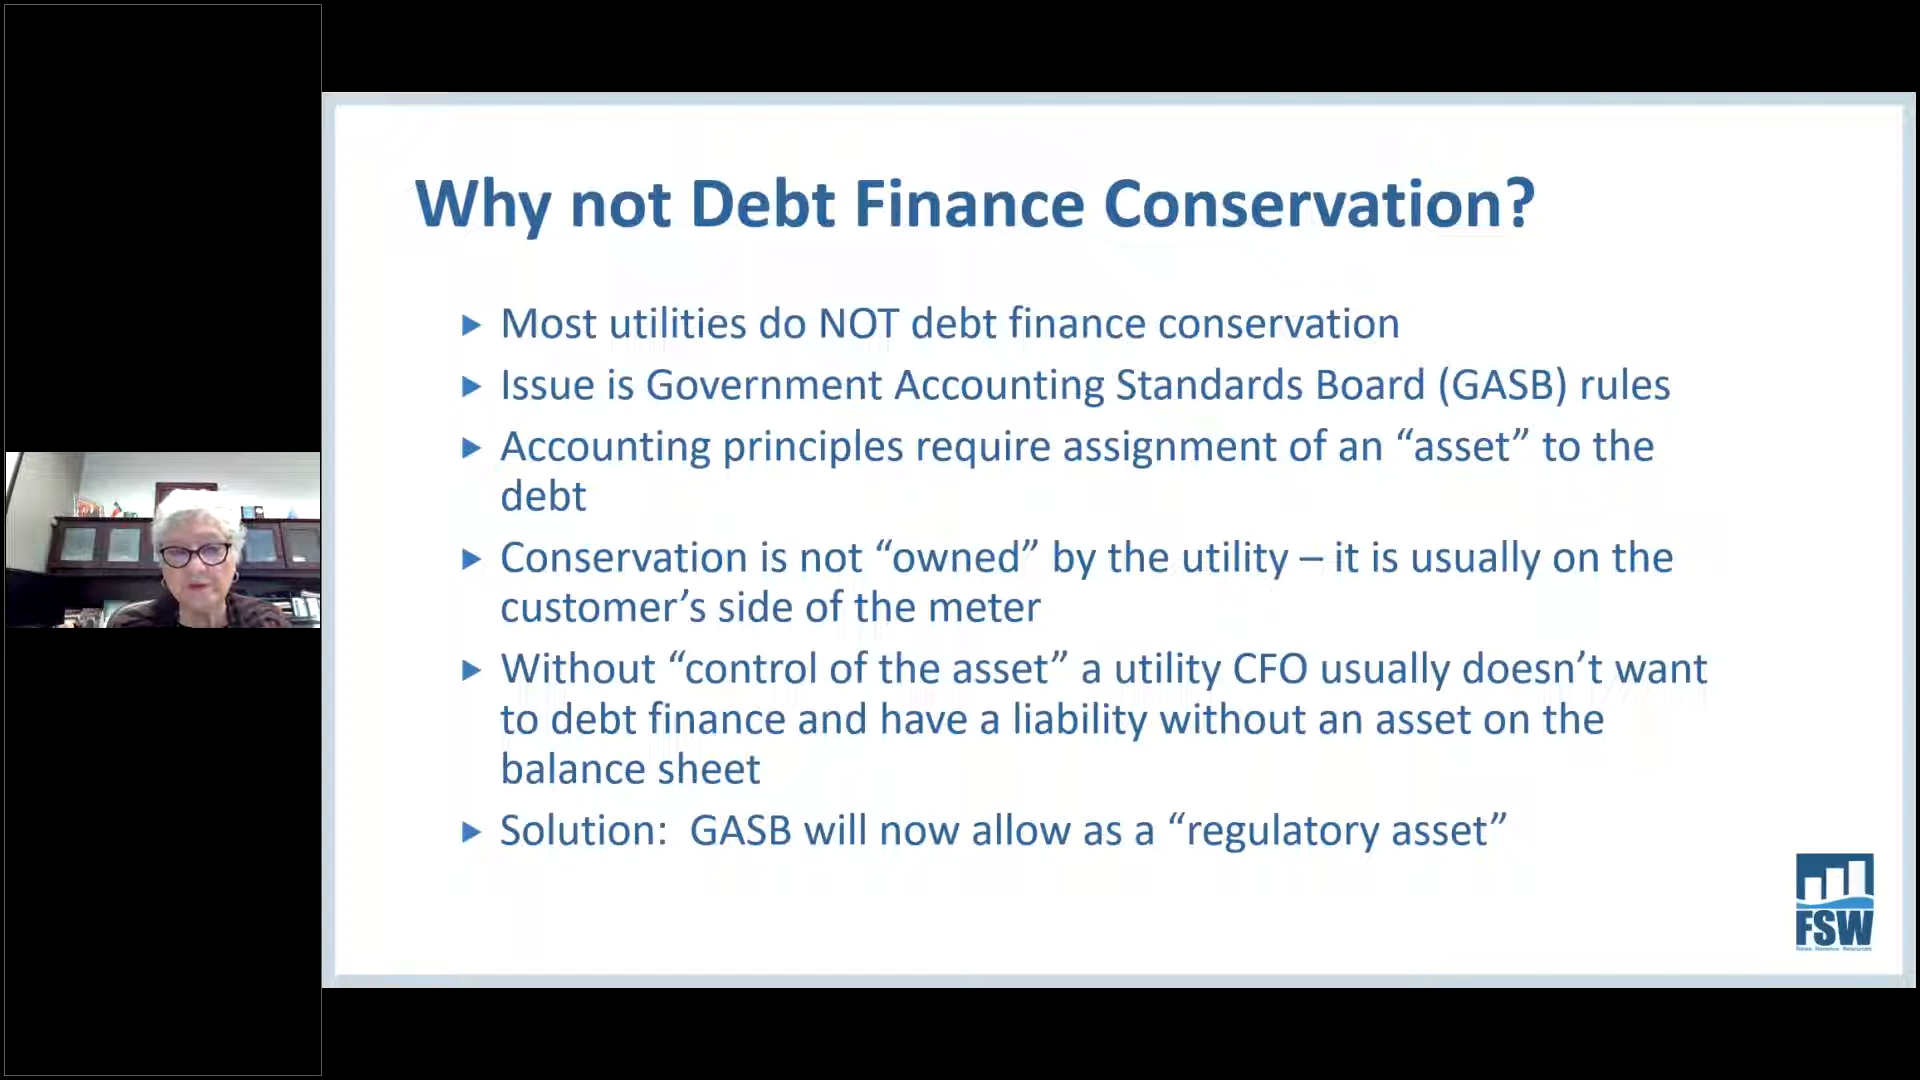 Why not Debt Finance Conservation?
Most utilities do NOT debt finance conservation
Issue is Government Accounting Standards Board (GASB) rules
Accounting principles require assignment of an “asset” to the
debt
Conservation is not “owned” by the utility – it is usually on the
customer’s side of the meter
Without “control of the asset” a utility CFO usually doesn’t want
to debt finance and have a liability without an asset on the
balance sheet
Solution:  GASB will now allow as a “regulatory asset”
FSW